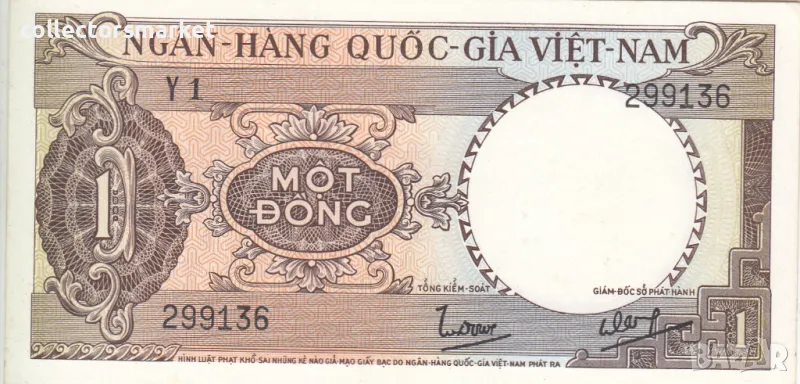 collectorsmarket
collectorsmarket
NGÂN-HÀNG QUỐC-GIA VIỆT-NAM
Y 1
299136
1
MỘT
ĐỒNG
TỔNG KIỂM-SOÁT
GIÁM-ĐỐC SỞ PHÁT HÀNH
299136
1
HÌNH LUẬT PHẠT KHỔ-SAI NHỮNG KẺ NÀO GIẢ-MẠO GIẤY BẠC DO NGÂN-HÀNG QUỐC-GIA VIỆT-NAM PHÁT RA
BAZAR